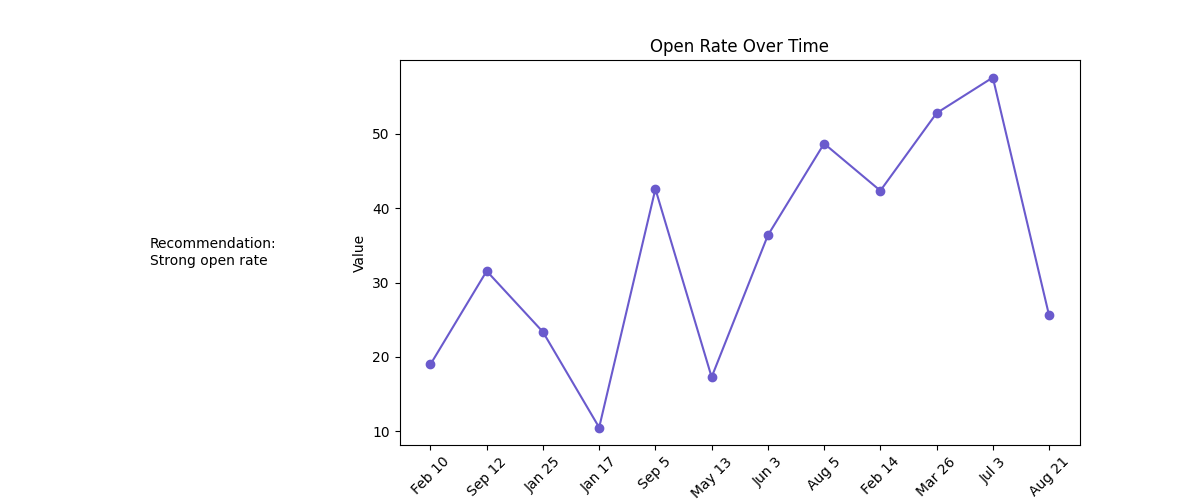 Open Rate Over Time
Recommendation:
Strong open rate
Value
50
40
30
20
10
Feb 10
Sep 12
Jan 25
Jan 17
Sep 5
May 13
Jun 3
Aug 5
Feb 14
Mar 26
Jul 3
Aug 21